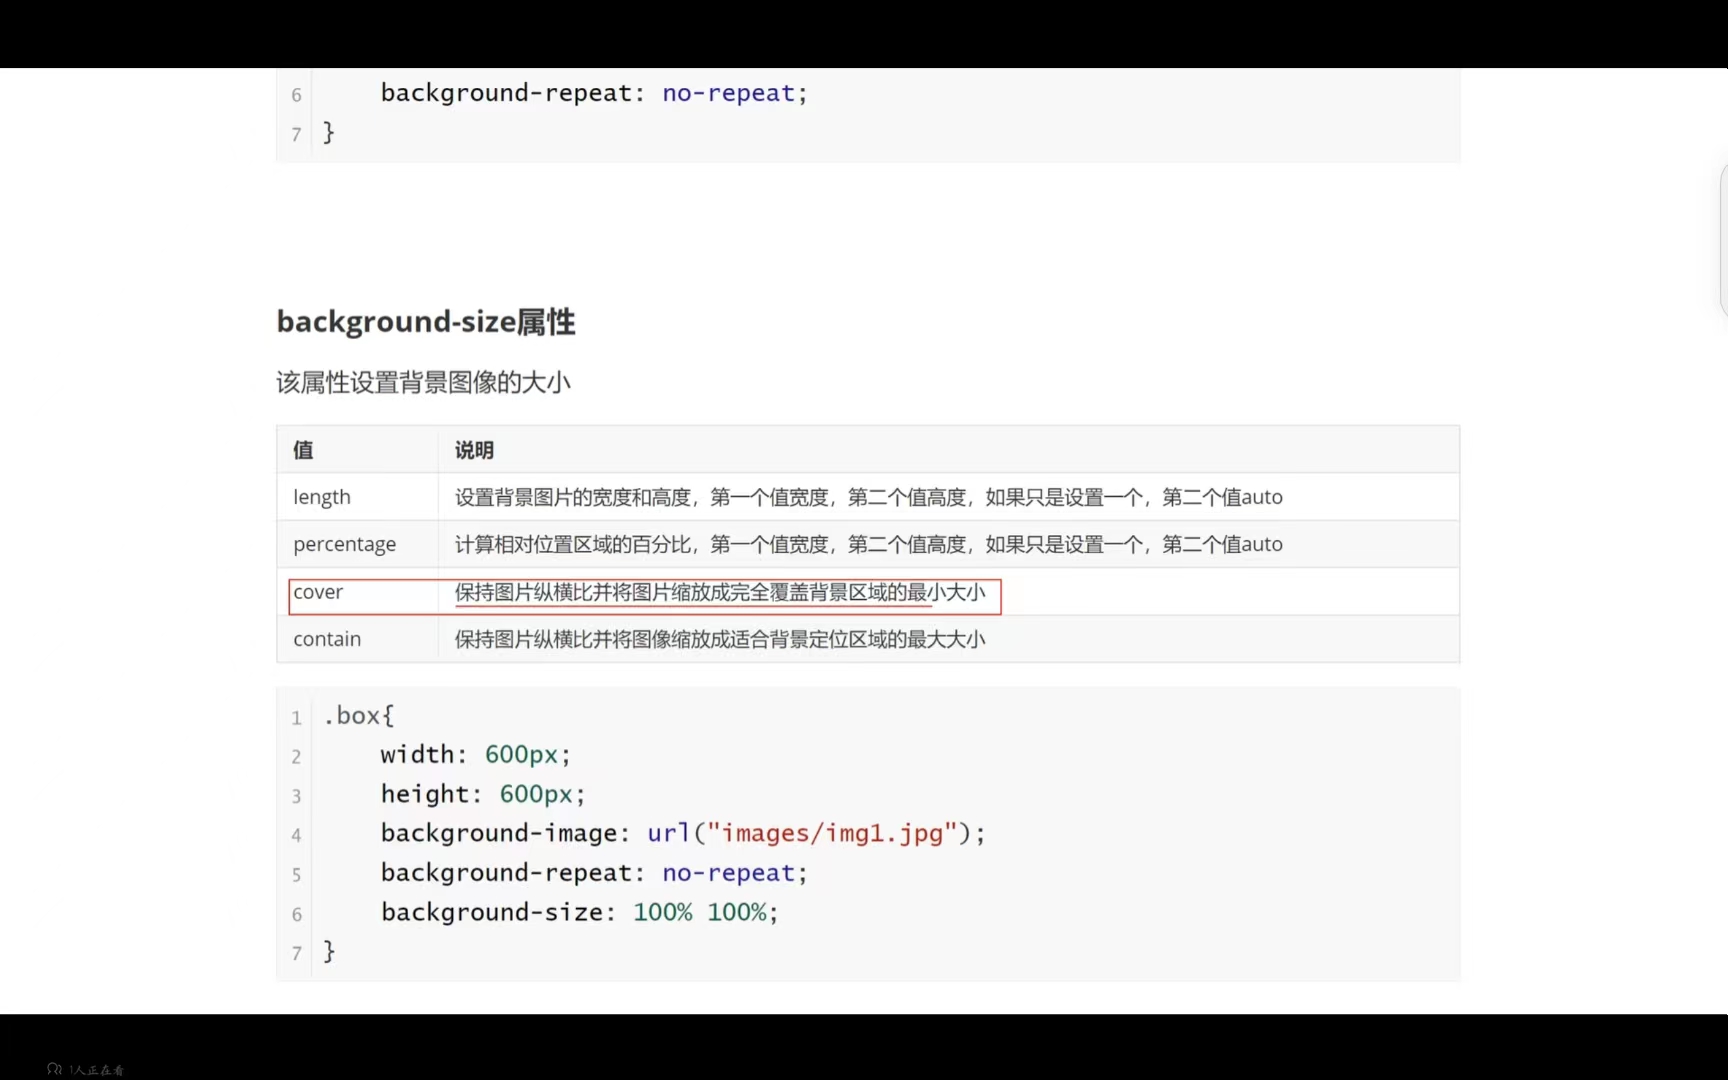 6 background-repeat: no-repeat;
7 }
background-size属性
该属性设置背景图像的大小
值 说明
length 设置背景图片的宽度和高度，第一个值宽度，第二个值高度，如果只是设置一个，第二个值auto
percentage 计算相对位置区域的百分比，第一个值宽度，第二个值高度，如果只是设置一个，第二个值auto
cover 保持图片纵横比并将图片缩放成完全覆盖背景区域的最小大小
contain 保持图片纵横比并将图像缩放成适合背景定位区域的最大大小
1 .box{
2 width: 600px;
3 height: 600px;
4 background-image: url("images/img1.jpg");
5 background-repeat: no-repeat;
6 background-size: 100% 100%;
7 }
1人正在看